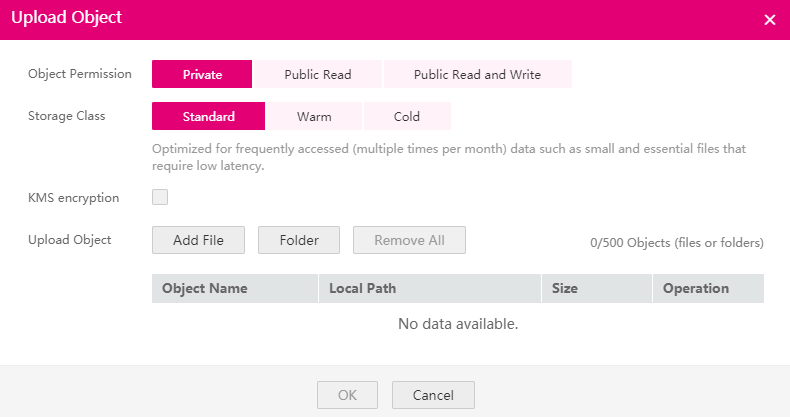 Upload Object
Object Permission Private Public Read Public Read and Write
Storage Class Standard Warm Cold
Optimized for frequently accessed (multiple times per month) data such as small and essential files that
require low latency.
KMS encryption
Upload Object Add File Folder Remove All 0/500 Objects (files or folders)
Object Name Local Path Size Operation
No data available.
OK Cancel